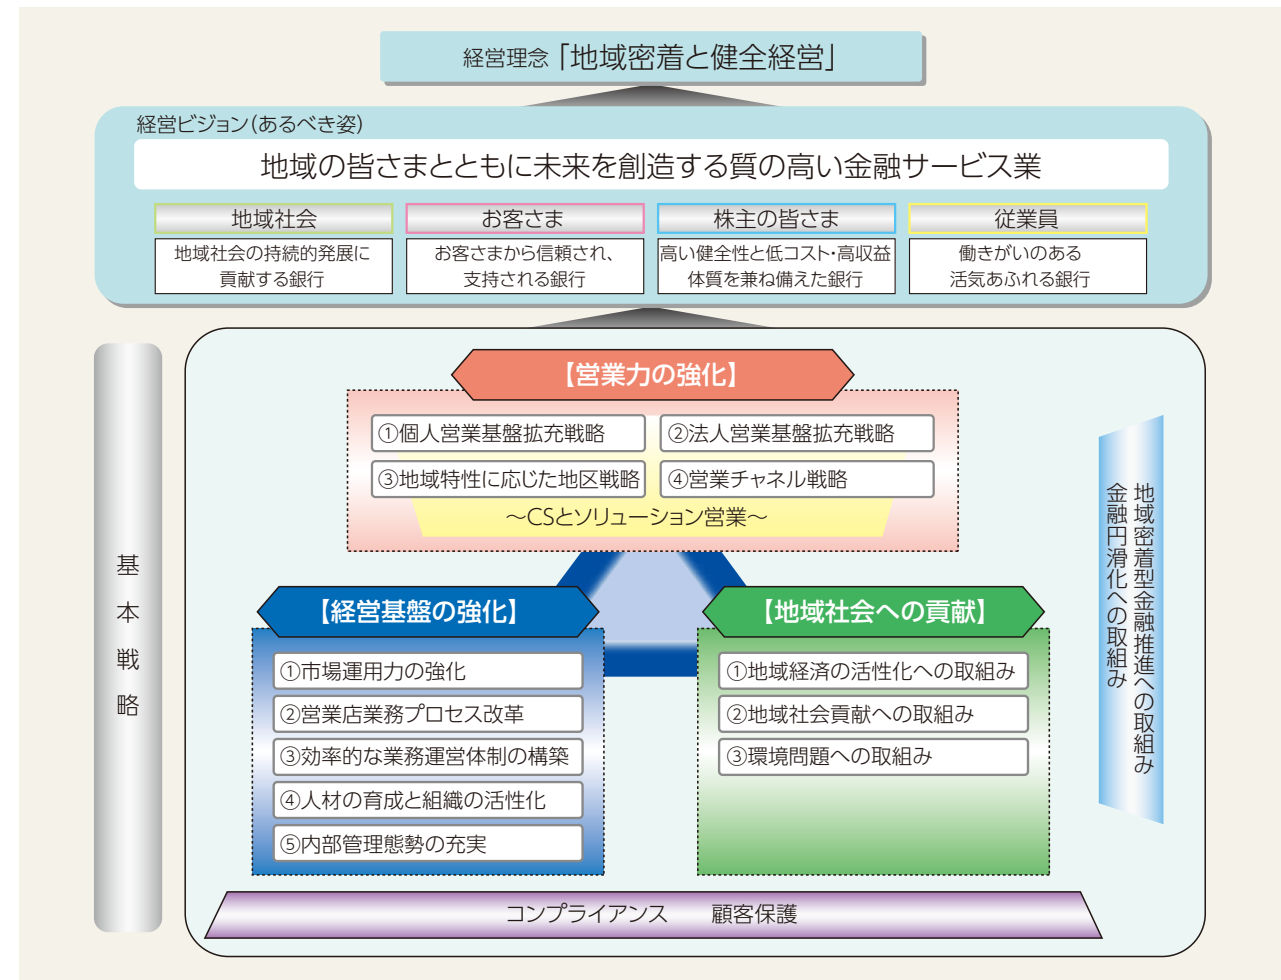 経営理念「地域密着と健全経営」
経営ビジョン(あるべき姿)
地域の皆さまとともに未来を創造する質の高い金融サービス業
地域社会
地域社会の持続的発展に
貢献する銀行
お客さま
お客さまから信頼され、
支持される銀行
株主の皆さま
高い健全性と低コスト・高収益
体質を兼ね備えた銀行
従業員
働きがいのある
活気あふれる銀行
基本戦略
【営業力の強化】
①個人営業基盤拡充戦略
②法人営業基盤拡充戦略
③地域特性に応じた地区戦略
④営業チャネル戦略
～CSとソリューション営業～
【経営基盤の強化】
①市場運用力の強化
②営業店業務プロセス改革
③効率的な業務運営体制の構築
④人材の育成と組織の活性化
⑤内部管理態勢の充実
【地域社会への貢献】
①地域経済の活性化への取組み
②地域社会貢献への取組み
③環境問題への取組み
地域密着型金融推進への取組み
金融円滑化への取組み
コンプライアンス 顧客保護